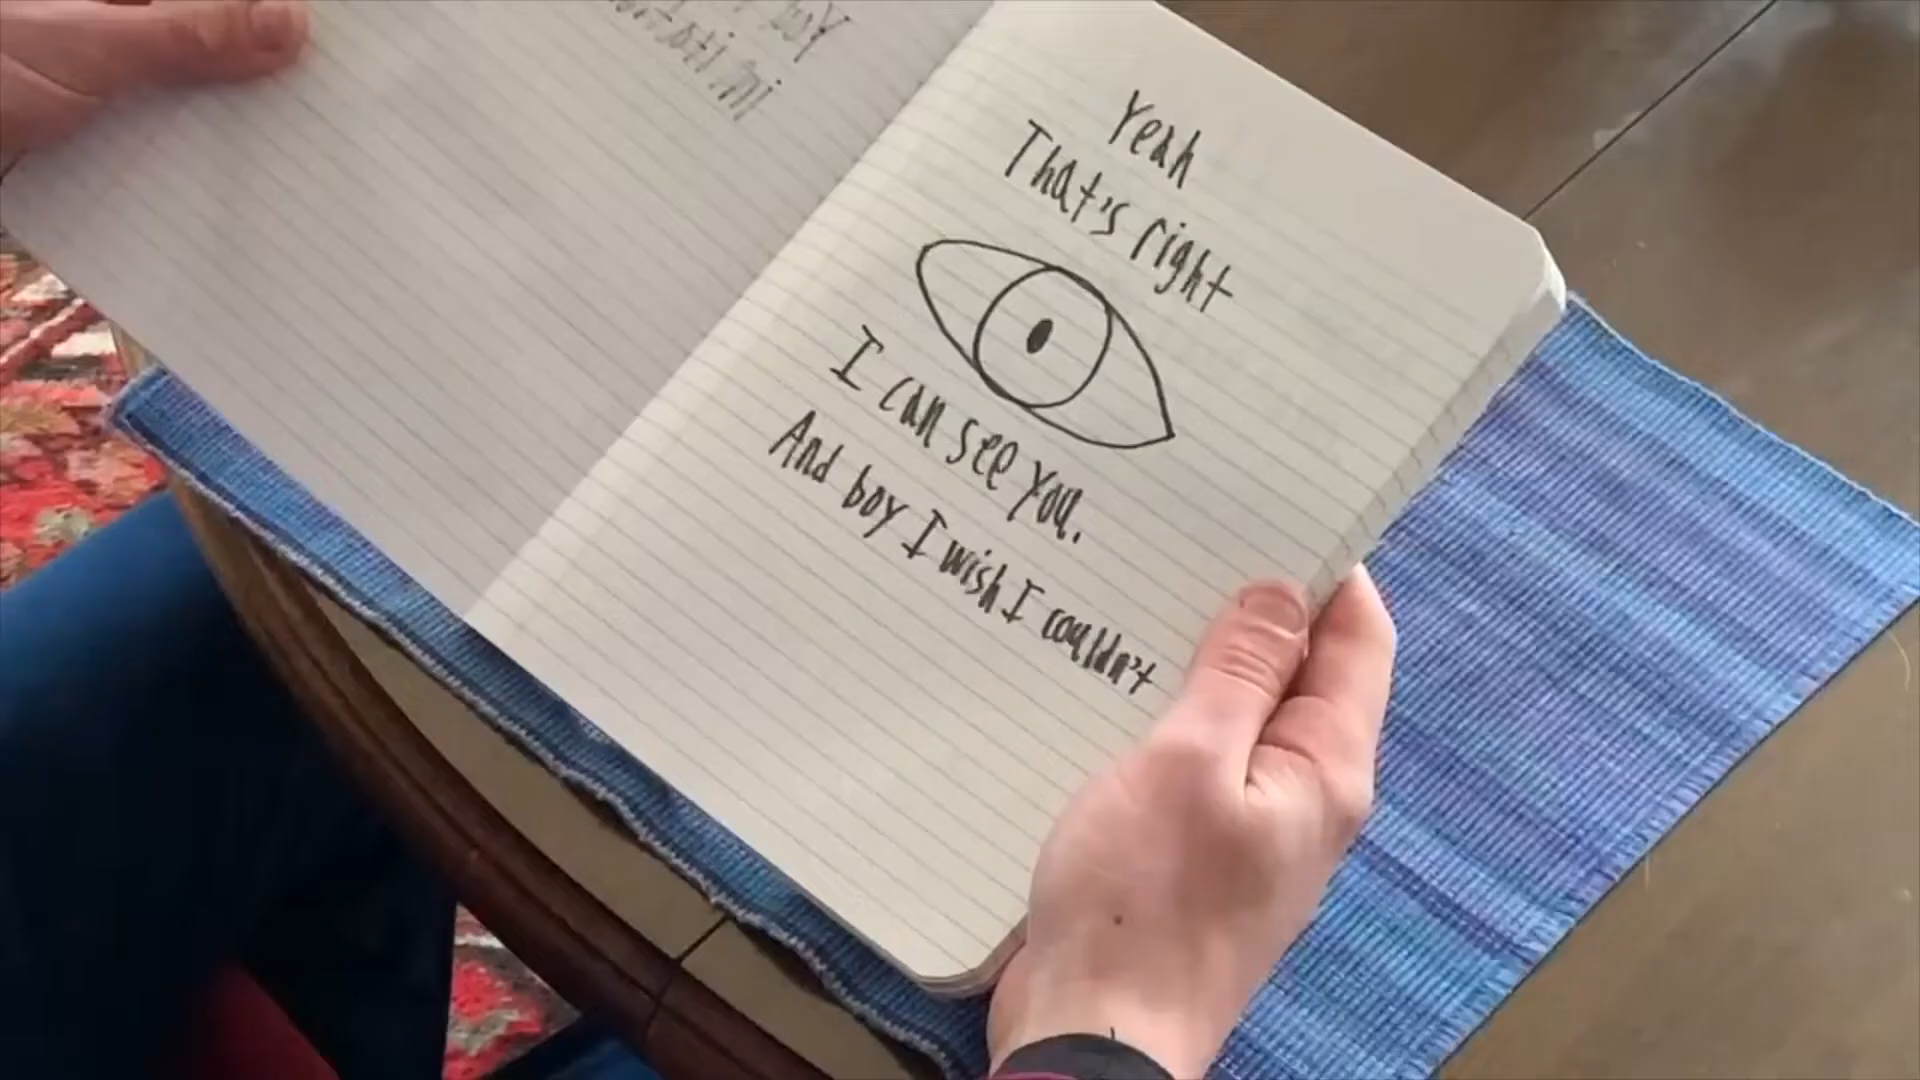 Yeah
That's right
I can see you.
And boy I wish I couldn't